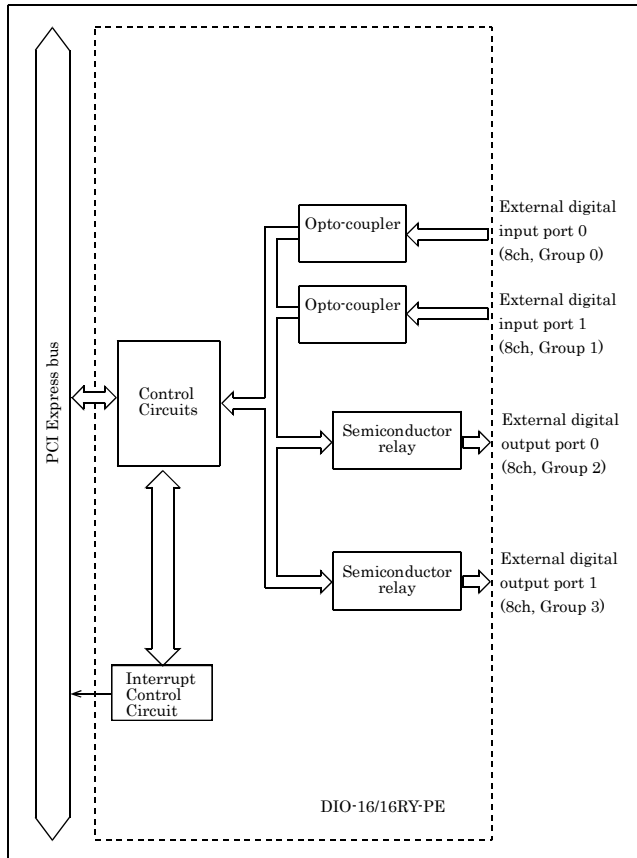 PCI Express bus
Opto-coupler
External digital
input port 0
(8ch, Group 0)
Opto-coupler
External digital
input port 1
(8ch, Group 1)
Control
Circuits
Semiconductor
relay
External digital
output port 0
(8ch, Group 2)
Semiconductor
relay
External digital
output port 1
(8ch, Group 3)
Interrupt
Control
Circuit
DIO-16/16RY-PE